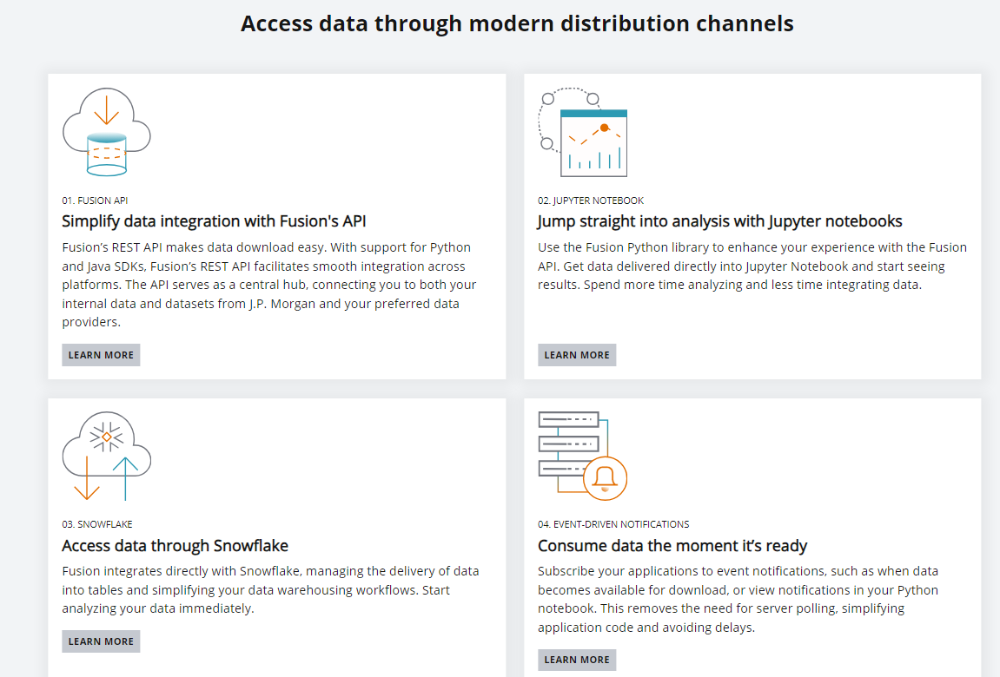 Access data through modern distribution channels
01. FUSION API
Simplify data integration with Fusion's API
Fusion’s REST API makes data download easy. With support for Python
and Java SDKs, Fusion’s REST API facilitates smooth integration across
platforms. The API serves as a central hub, connecting you to both your
internal data and datasets from J.P. Morgan and your preferred data
providers.
LEARN MORE
02. JUPYTER NOTEBOOK
Jump straight into analysis with Jupyter notebooks
Use the Fusion Python library to enhance your experience with the Fusion
API. Get data delivered directly into Jupyter Notebook and start seeing
results. Spend more time analyzing and less time integrating data.
LEARN MORE
03. SNOWFLAKE
Access data through Snowflake
Fusion integrates directly with Snowflake, managing the delivery of data
into tables and simplifying your data warehousing workflows. Start
analyzing your data immediately.
LEARN MORE
04. EVENT-DRIVEN NOTIFICATIONS
Consume data the moment it’s ready
Subscribe your applications to event notifications, such as when data
becomes available for download, or view notifications in your Python
notebook. This removes the need for server polling, simplifying
application code and avoiding delays.
LEARN MORE